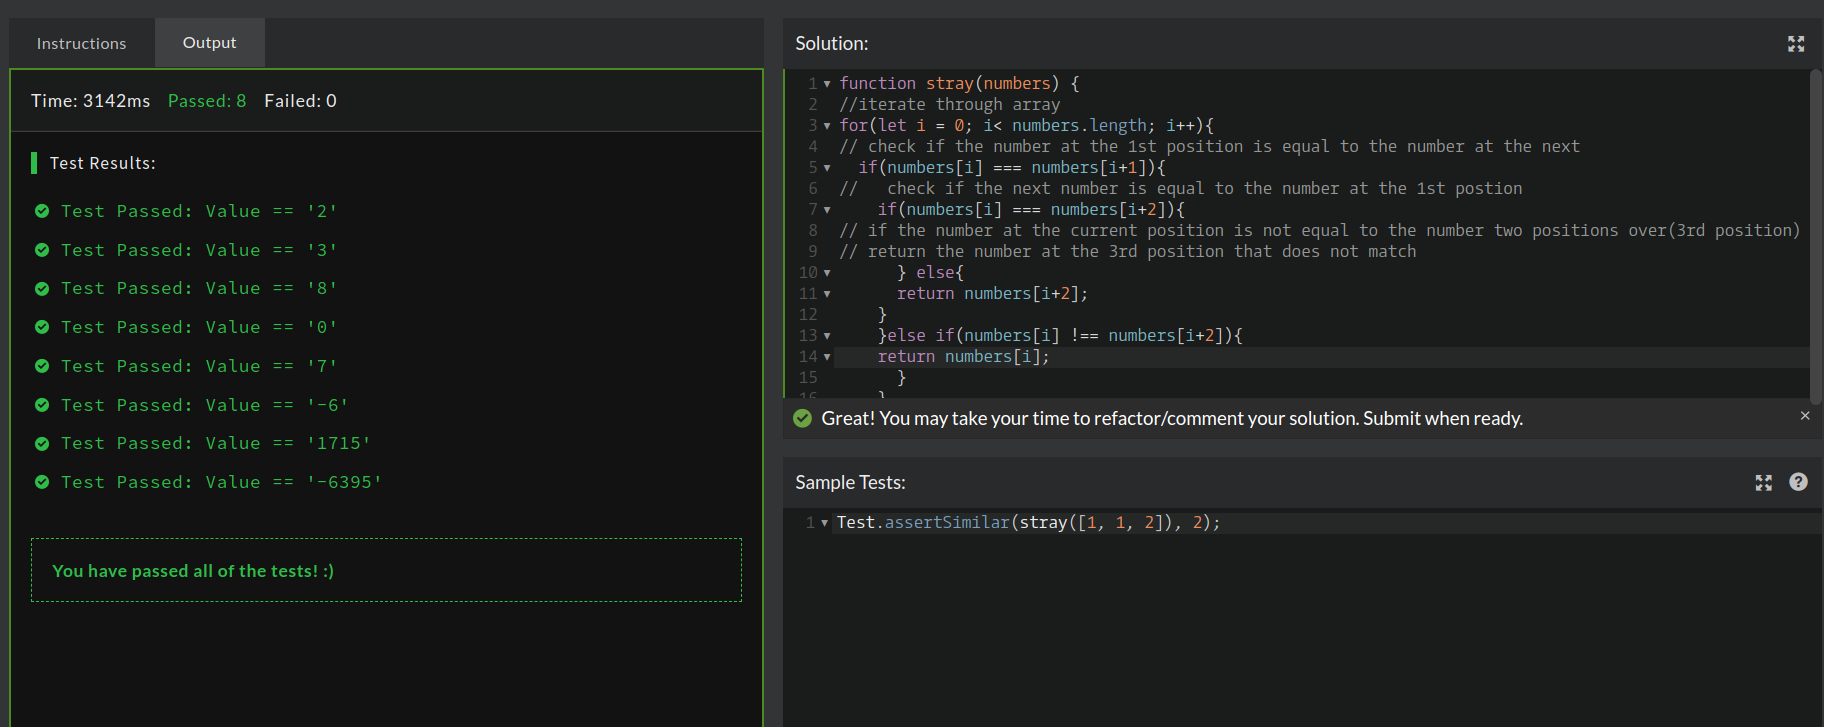 Instructions
Output
Time: 3142ms Passed: 8 Failed: 0
Test Results:
Test Passed: Value == '2'
Test Passed: Value == '3'
Test Passed: Value == '8'
Test Passed: Value == '0'
Test Passed: Value == '7'
Test Passed: Value == '-6'
Test Passed: Value == '1715'
Test Passed: Value == '-6395'
You have passed all of the tests! :)
Solution:
1 function stray(numbers) {
2 //iterate through array
3 for(let i = 0; i< numbers.length; i++){
4 // check if the number at the 1st position is equal to the number at the next
5   if(numbers[i] === numbers[i+1]){
6 //   check if the next number is equal to the number at the 1st postion
7     if(numbers[i] === numbers[i+2]){
8 // if the number at the current position is not equal to the number two positions over(3rd position)
9 // return the number at the 3rd position that does not match
10       } else{
11       return numbers[i+2];
12     }
13     }else if(numbers[i] !== numbers[i+2]){
14     return numbers[i];
15       }
16     }
Great! You may take your time to refactor/comment your solution. Submit when ready. ×
Sample Tests:
?
1 Test.assertSimilar(stray([1, 1, 2]), 2);